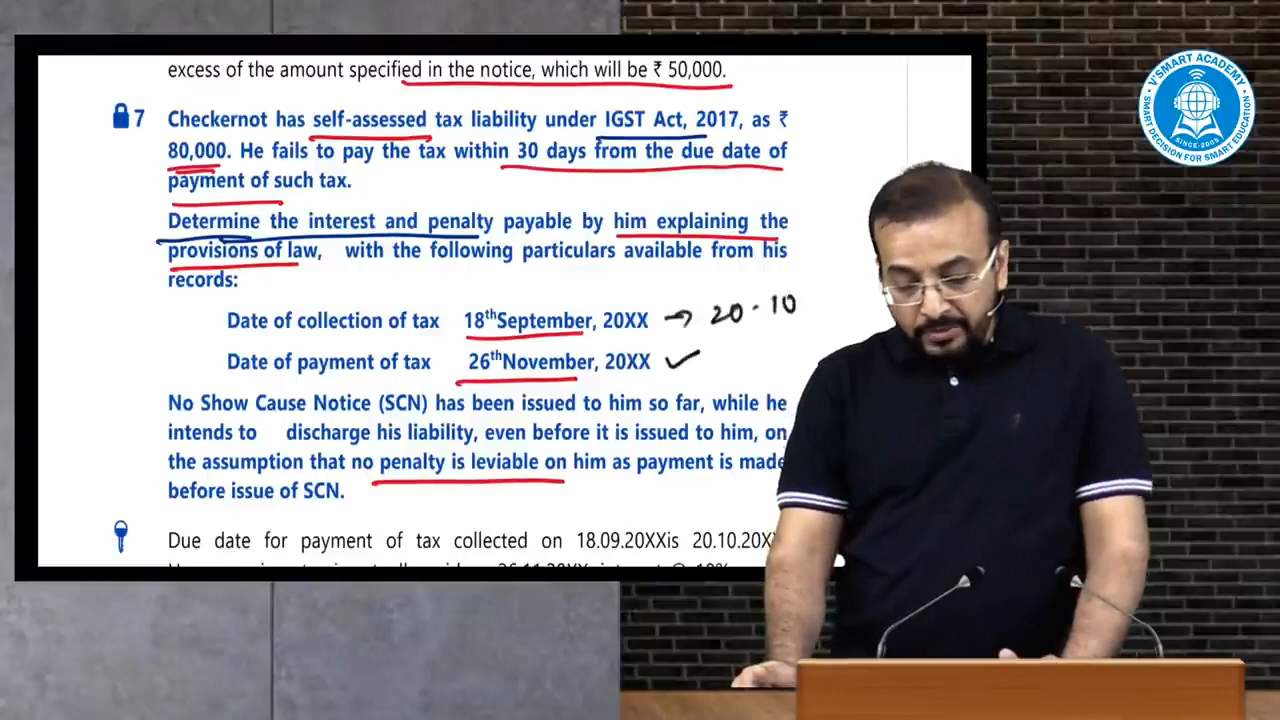 excess of the amount specified in the notice, which will be ₹ 50,000.
7 Checkernot has self-assessed tax liability under IGST Act, 2017, as ₹
80,000. He fails to pay the tax within 30 days from the due date of
payment of such tax.
Determine the interest and penalty payable by him explaining the
provisions of law, with the following particulars available from his
records:
Date of collection of tax 18thSeptember, 20XX → 20-10
Date of payment of tax 26thNovember, 20XX ✓
No Show Cause Notice (SCN) has been issued to him so far, while he
intends to discharge his liability, even before it is issued to him, on
the assumption that no penalty is leviable on him as payment is made
before issue of SCN.
Due date for payment of tax collected on 18.09.20XXis 20.10.20X
V'SMART ACADEMY
SINCE-2003
SMART DECISION FOR SMART EDUCATION